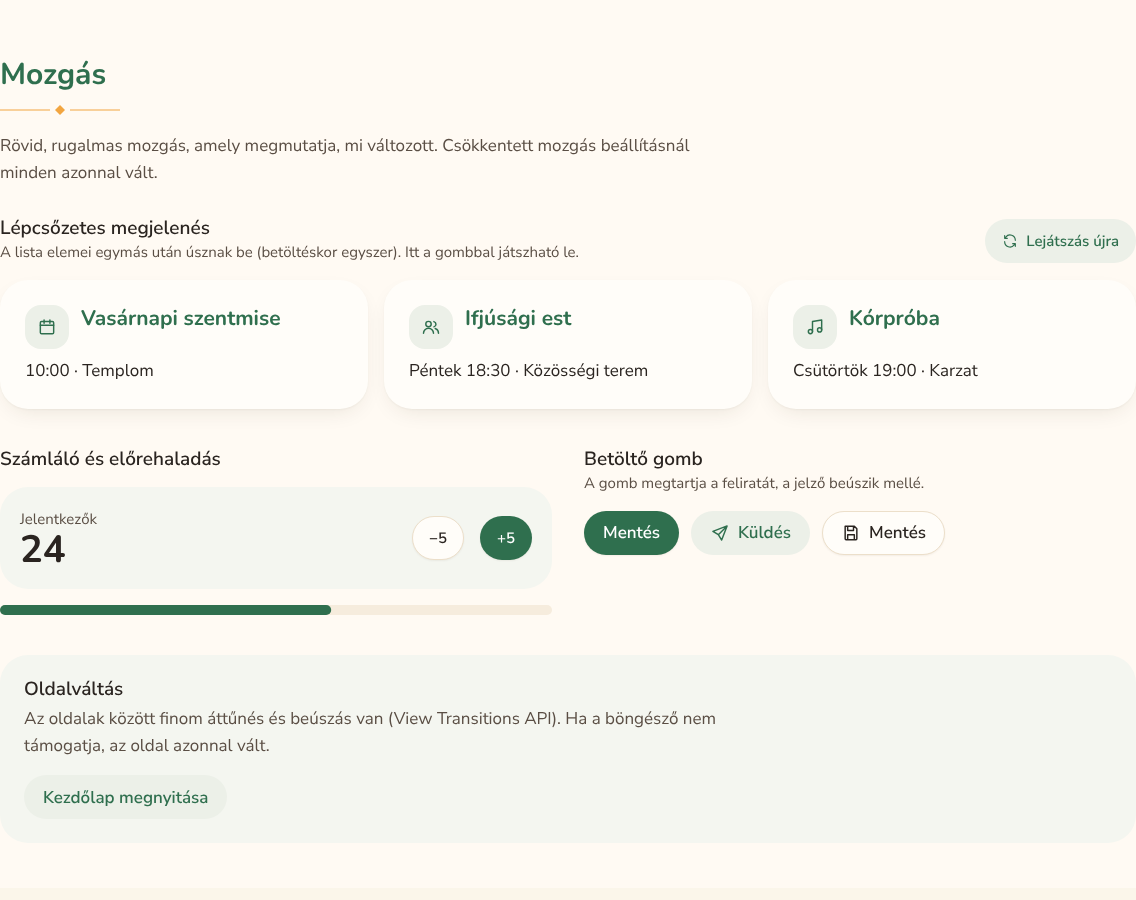 Mozgás
Rövid, rugalmas mozgás, amely megmutatja, mi változott. Csökkentett mozgás beállításnál
minden azonnal vált.
Lépcsőzetes megjelenés
A lista elemei egymás után úsznak be (betöltéskor egyszer). Itt a gombbal játszható le.
Lejátszás újra
Vasárnapi szentmise
10:00 · Templom
Ifjúsági est
Péntek 18:30 · Közösségi terem
Kórpróba
Csütörtök 19:00 · Karzat
Számláló és előrehaladás
Jelentkezők
24
−5
+5
Betöltő gomb
A gomb megtartja a feliratát, a jelző beúszik mellé.
Mentés
Küldés
Mentés
Oldalváltás
Az oldalak között finom áttűnés és beúszás van (View Transitions API). Ha a böngésző nem
támogatja, az oldal azonnal vált.
Kezdőlap megnyitása